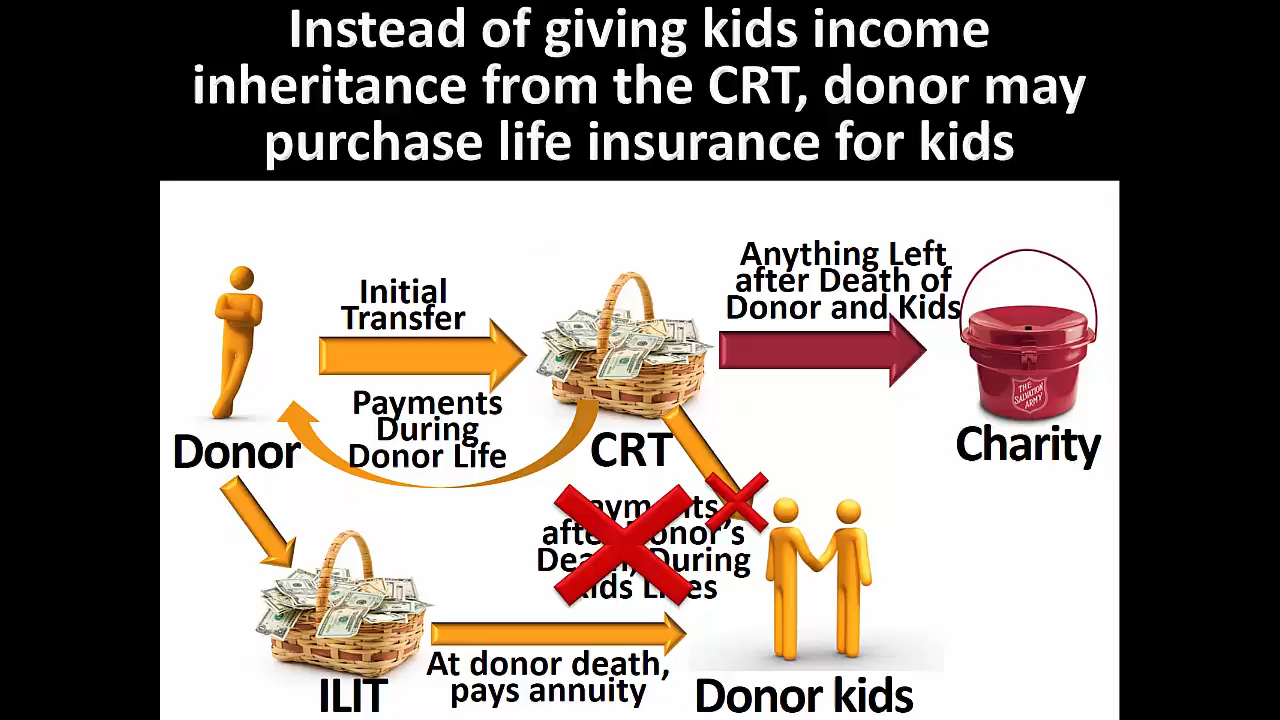 Instead of giving kids income
inheritance from the CRT, donor may
purchase life insurance for kids
Initial
Transfer
Anything Left
after Death of
Donor and Kids
THE
SALVATION
ARMY
Payments
During
Donor Life
Donor
CRT
Charity
after Donor's
During
At donor death,
pays annuity
ILIT
Donor kids